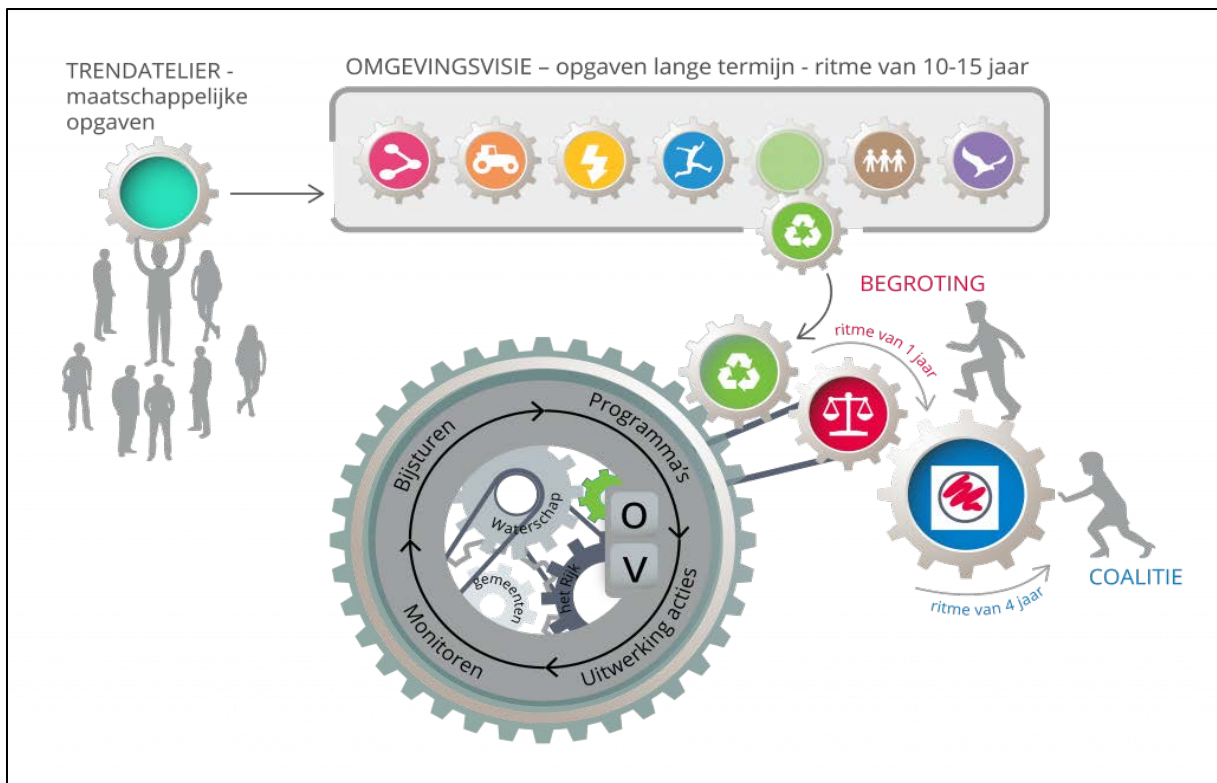 TRENDATELIER -
maatschappelijke
opgaven
OMGEVINGSVISIE – opgaven lange termijn - ritme van 10-15 jaar
BEGROTING
ritme van 1 jaar
Bijsturen
Programma's
Waterschap
O
V
gemeenten
het Rijk
Monitoren
Uitwerking acties
COALITIE
ritme van 4 jaar